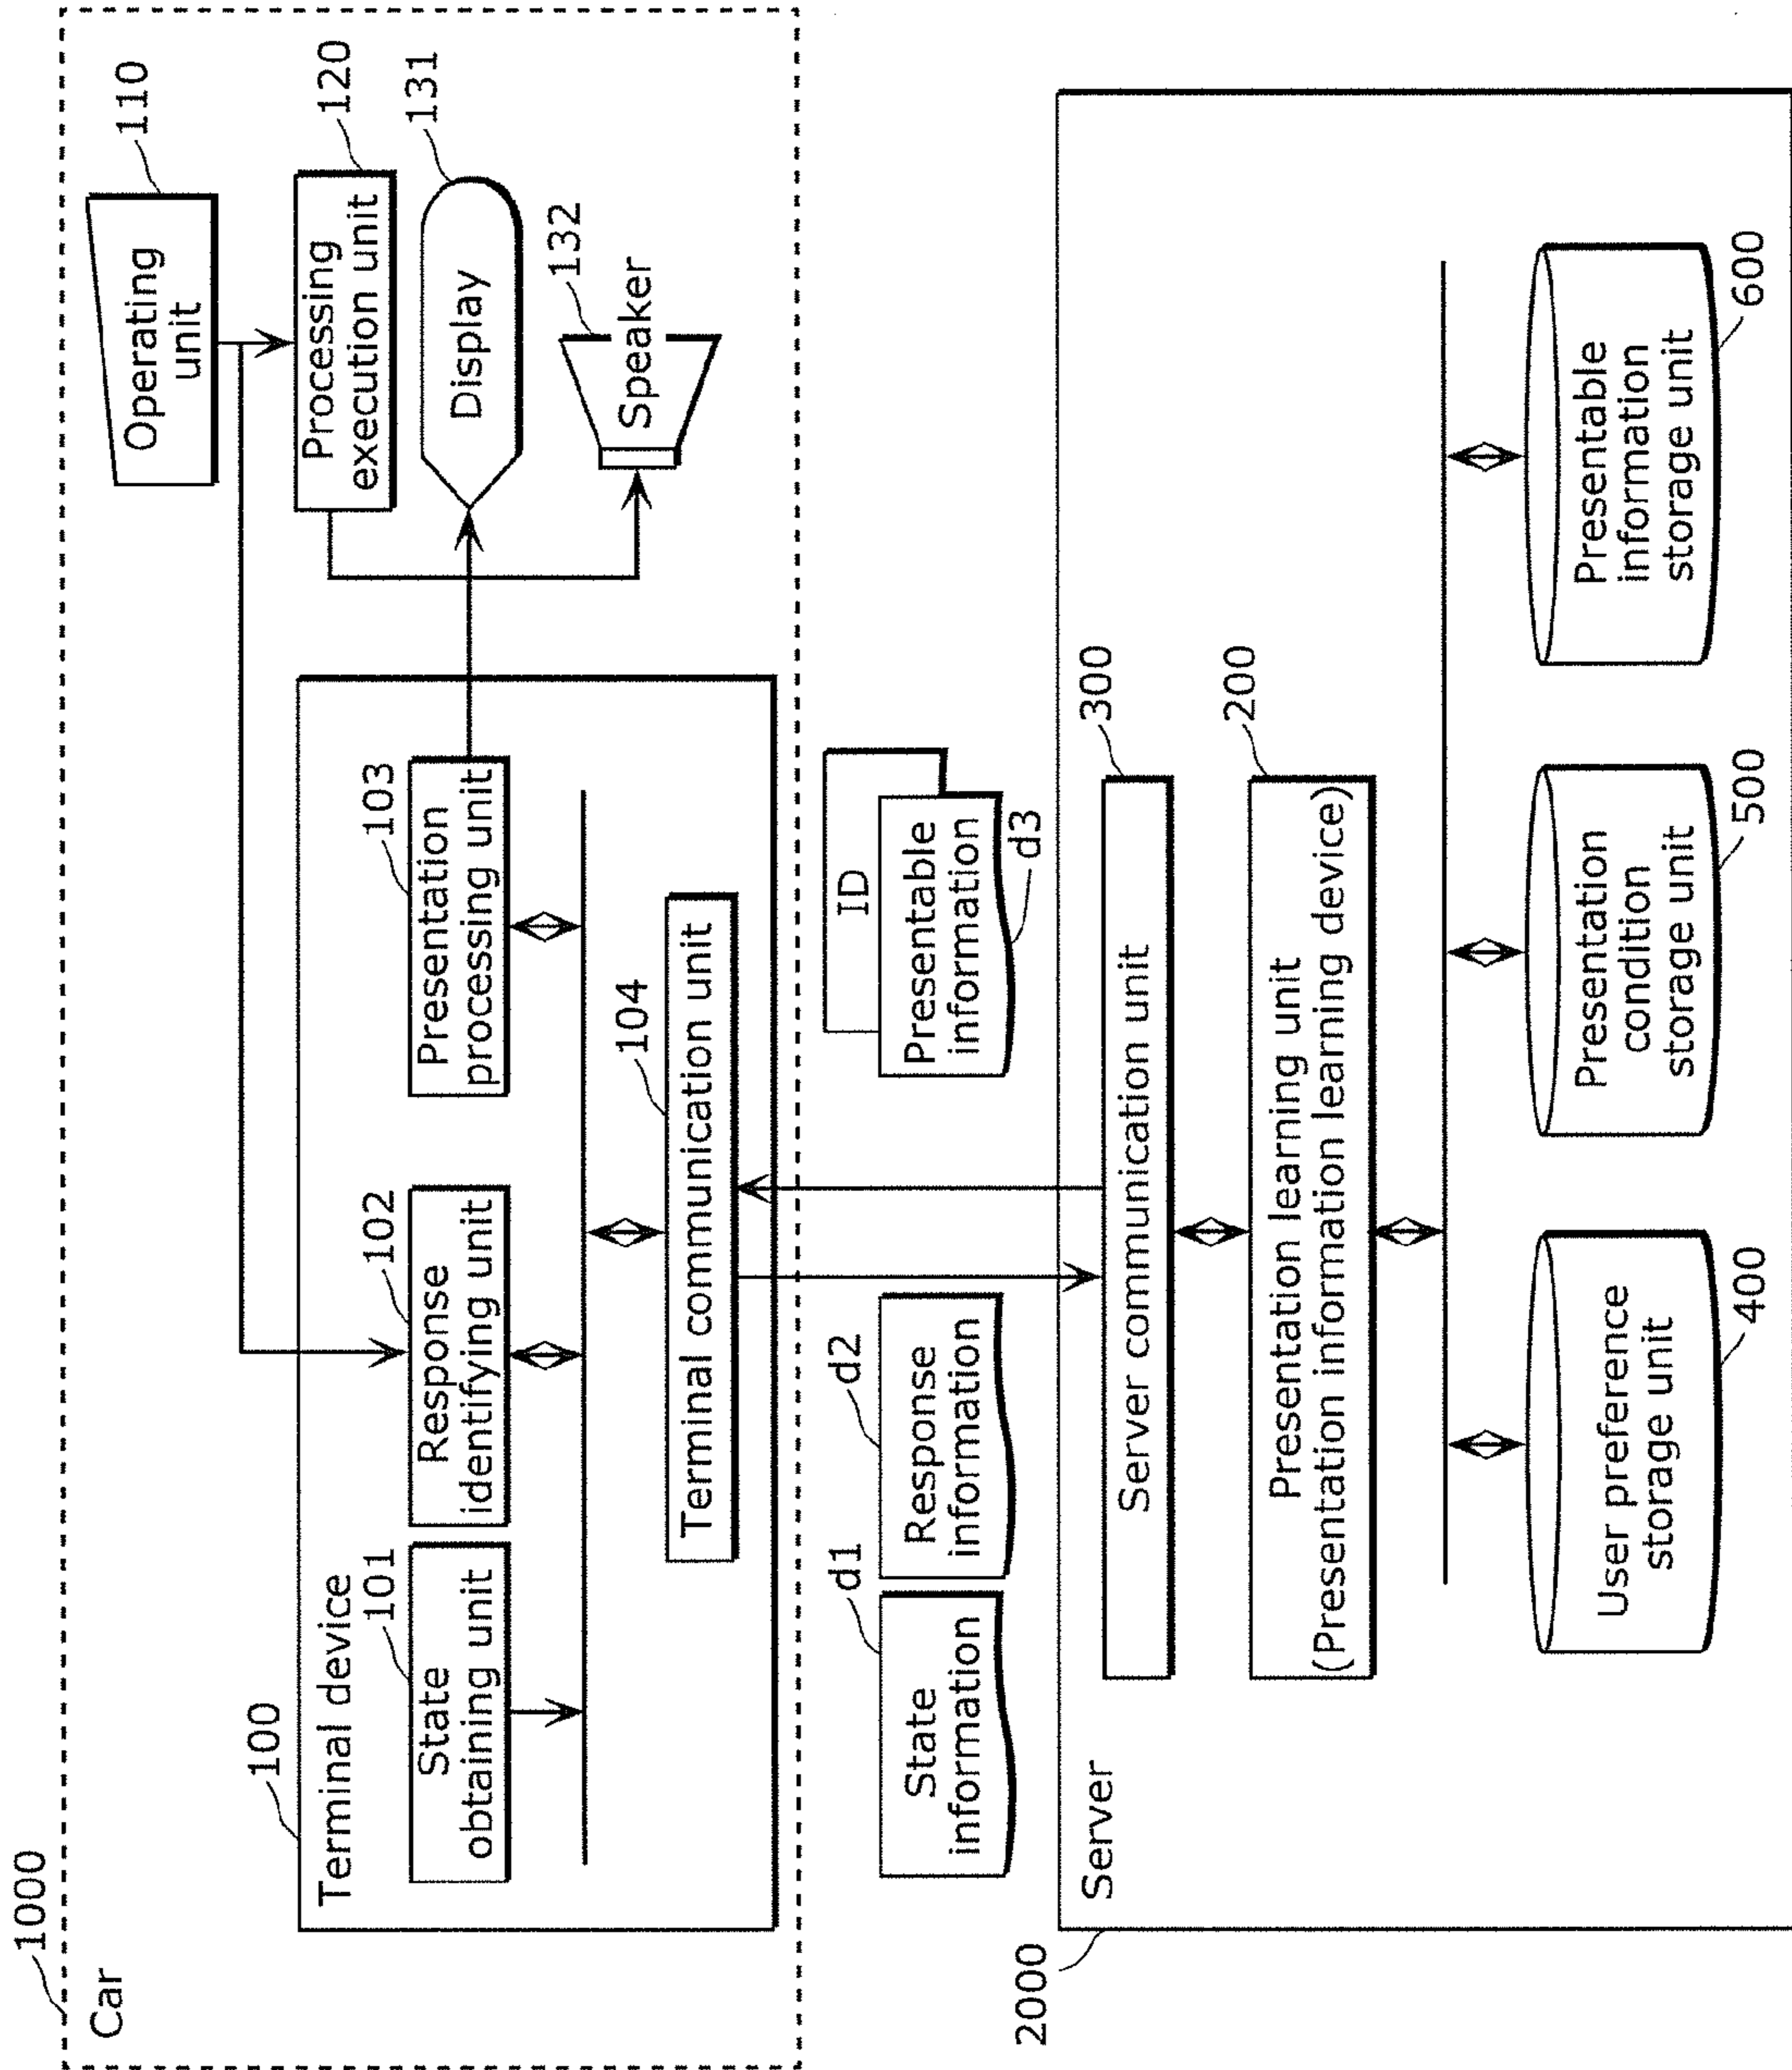 1000
Car
100
Terminal device
101
State
obtaining unit
102
Response
identifying unit
103
Presentation
processing unit
104
Terminal communication unit
110
Operating
unit
120
Processing
execution unit
131
Display
132
Speaker
d1
State
information
d2
Response
information
ID
Presentable
information
d3
2000
Server
300
Server communication unit
200
Presentation learning unit
(Presentation information learning device)
User preference
storage unit
400
Presentation
condition
storage unit
500
Presentable
information
storage unit
600